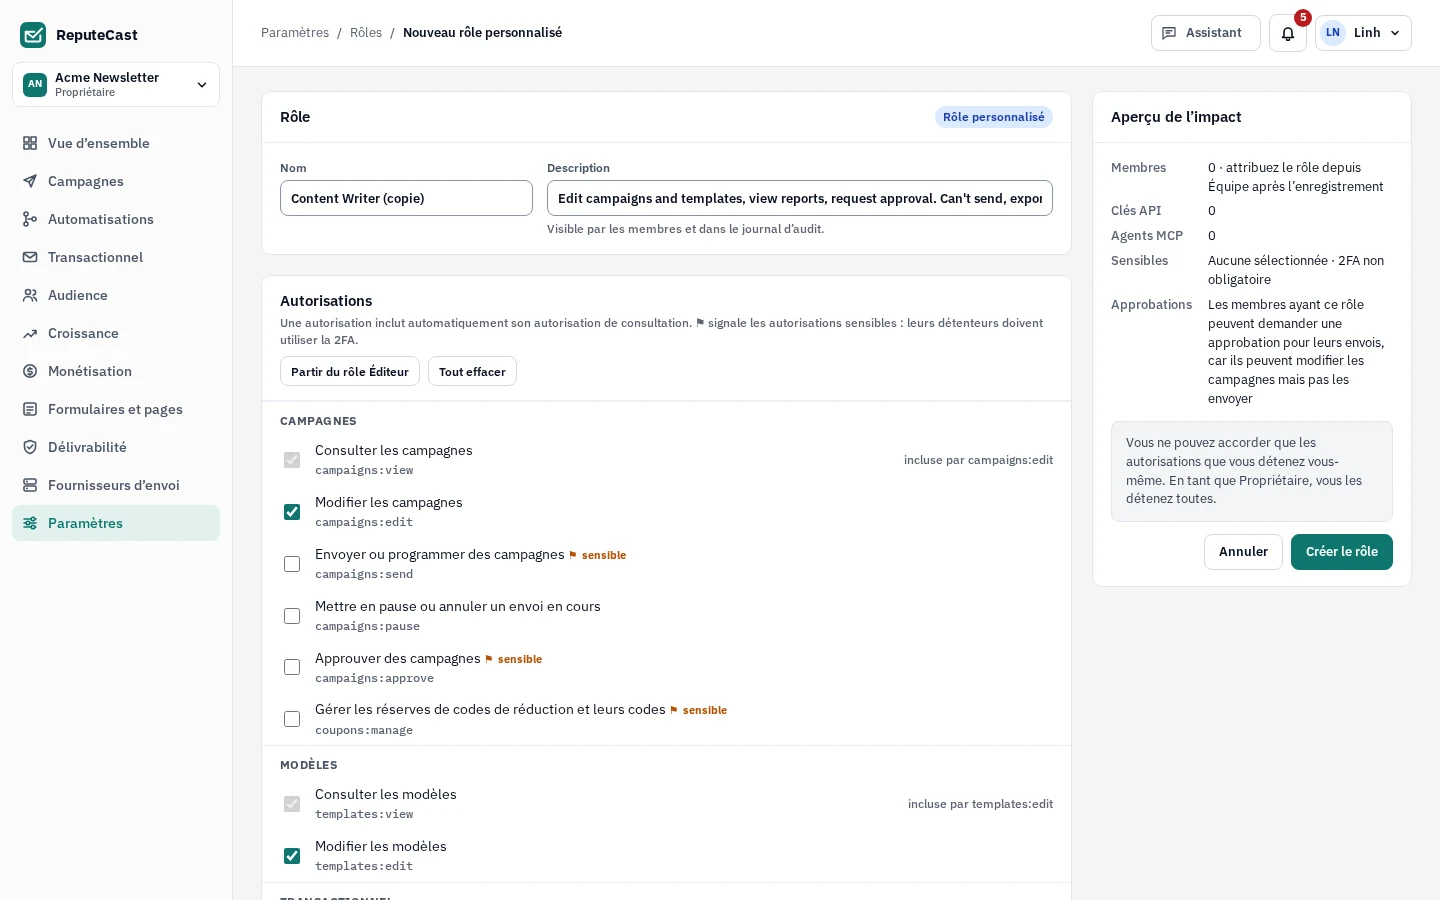 ReputeCast
AN
Acme Newsletter
Propriétaire
Vue d’ensemble
Campagnes
Automatisations
Transactionnel
Audience
Croissance
Monétisation
Formulaires et pages
Délivrabilité
Fournisseurs d’envoi
Paramètres
Paramètres / Rôles / Nouveau rôle personnalisé
Assistant
5
LN Linh
Rôle
Rôle personnalisé
Nom
Content Writer (copie)
Description
Edit campaigns and templates, view reports, request approval. Can't send, expor
Visible par les membres et dans le journal d’audit.
Autorisations
Une autorisation inclut automatiquement son autorisation de consultation. ⚑ signale les autorisations sensibles : leurs détenteurs doivent
utiliser la 2FA.
Partir du rôle Éditeur
Tout effacer
CAMPAGNES
Consulter les campagnes
campaigns:view
incluse par campaigns:edit
Modifier les campagnes
campaigns:edit
Envoyer ou programmer des campagnes ⚑ sensible
campaigns:send
Mettre en pause ou annuler un envoi en cours
campaigns:pause
Approuver des campagnes ⚑ sensible
campaigns:approve
Gérer les réserves de codes de réduction et leurs codes ⚑ sensible
coupons:manage
MODÈLES
Consulter les modèles
templates:view
incluse par templates:edit
Modifier les modèles
templates:edit
TRANSACTIONNEL
Aperçu de l’impact
Membres
0 · attribuez le rôle depuis
Équipe après l’enregistrement
Clés API
0
Agents MCP
0
Sensibles
Aucune sélectionnée · 2FA non
obligatoire
Approbations
Les membres ayant ce rôle
peuvent demander une
approbation pour leurs envois,
car ils peuvent modifier les
campagnes mais pas les
envoyer
Vous ne pouvez accorder que les
autorisations que vous détenez vous-
même. En tant que Propriétaire, vous les
détenez toutes.
Annuler
Créer le rôle